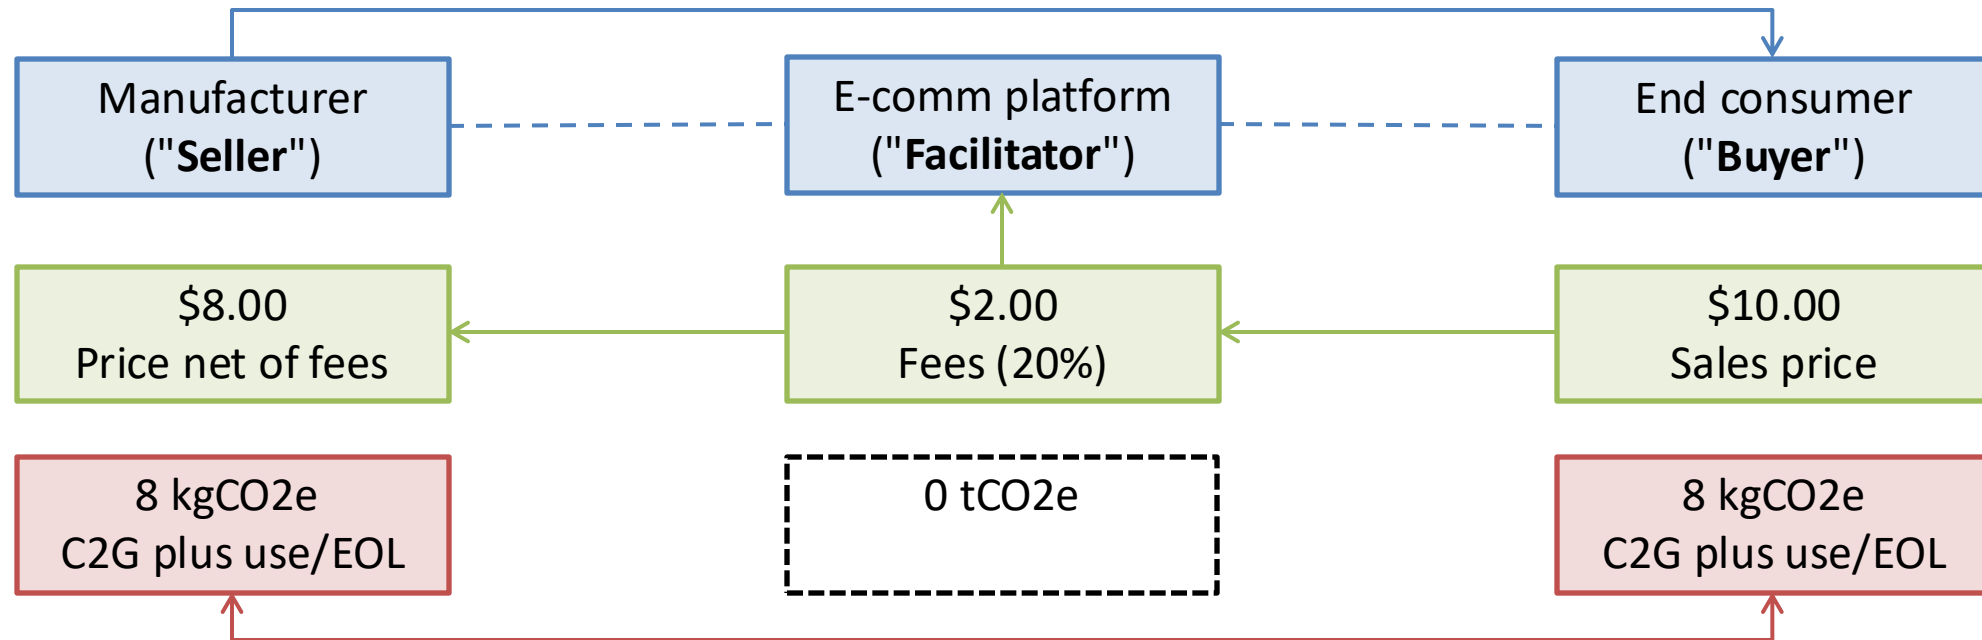 Manufacturer
("Seller")
E-comm platform
("Facilitator")
End consumer
("Buyer")
$8.00
Price net of fees
$2.00
Fees (20%)
$10.00
Sales price
8 kgCO2e
C2G plus use/EOL
0 tCO2e
8 kgCO2e
C2G plus use/EOL